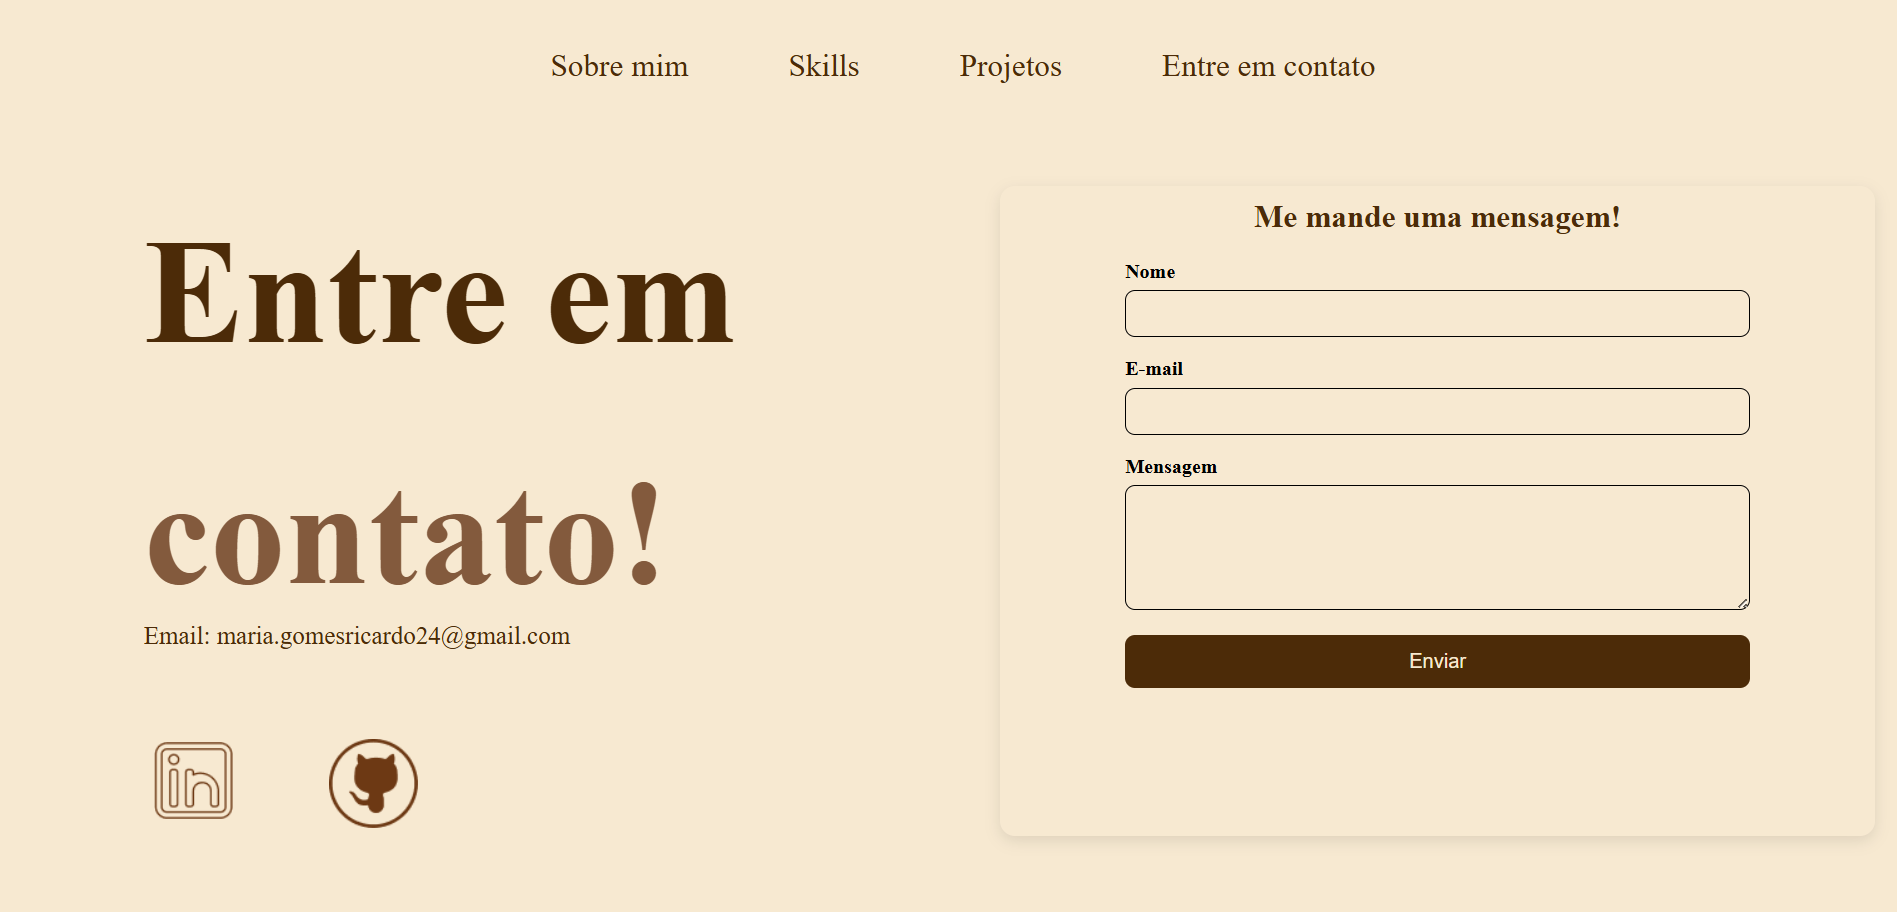 Sobre mim Skills Projetos Entre em contato
Entre em
contato!
Email: maria.gomesricardo24@gmail.com
in
Me mande uma mensagem!
Nome
E-mail
Mensagem
Enviar